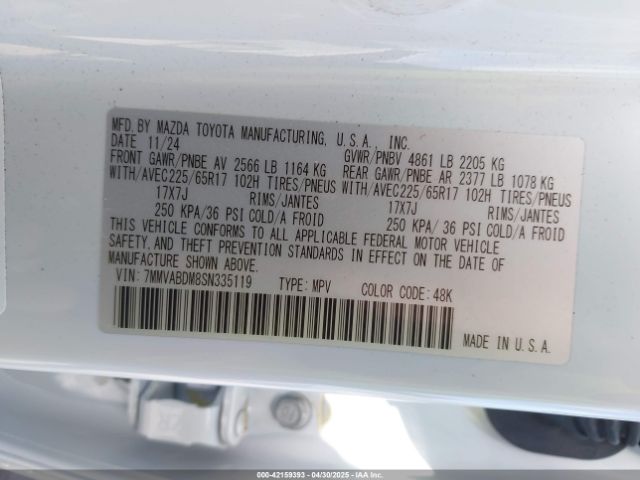 MFD. BY MAZDA TOYOTA MANUFACTURING, U.S.A., INC.
DATE 11/24 GVWR/PNBV 4861 LB 2205 KG
FRONT GAWR/PNBE AV 2566 LB 1164 KG REAR GAWR/PNBE AR 2377 LB 1078 KG
WITH/AVEC225/65R17 102H TIRES/PNEUS WITH/AVEC225/65R17 102H TIRES/PNEUS
17X7J RIMS/JANTES 17X7J RIMS/JANTES
250 KPA/36 PSI COLD/A FROID 250 KPA/36 PSI COLD/A FROID
THIS VEHICLE CONFORMS TO ALL APPLICABLE FEDERAL MOTOR VEHICLE
SAFETY, AND THEFT PREVENTION STANDARDS IN EFFECT ON THE DATE OF
MANUFACTURE SHOWN ABOVE.
VIN: 7MMVABDM8SN335119 TYPE: MPV COLOR CODE: 48K
MADE IN U.S.A.
000-42159393 - 04/30/2025 - IAAI.COM